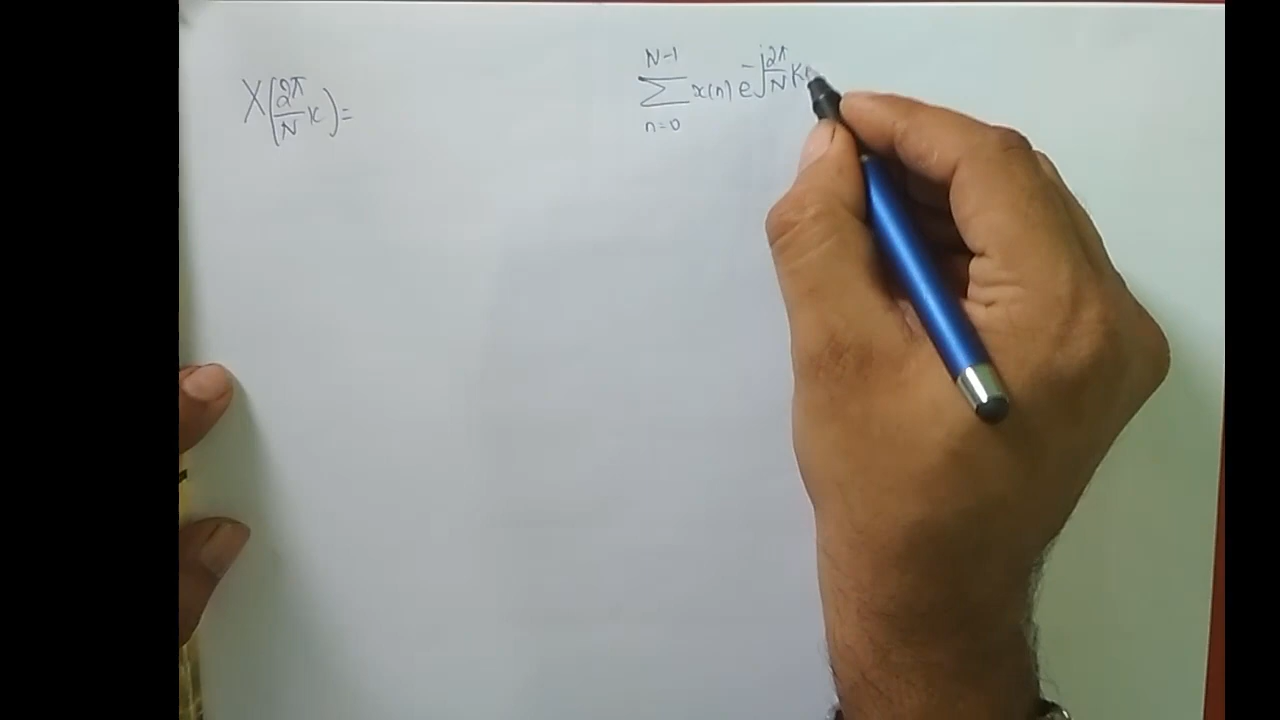 X(2π/N k) = N-1 ∑ n=0 x(n) e^-j2π/N k